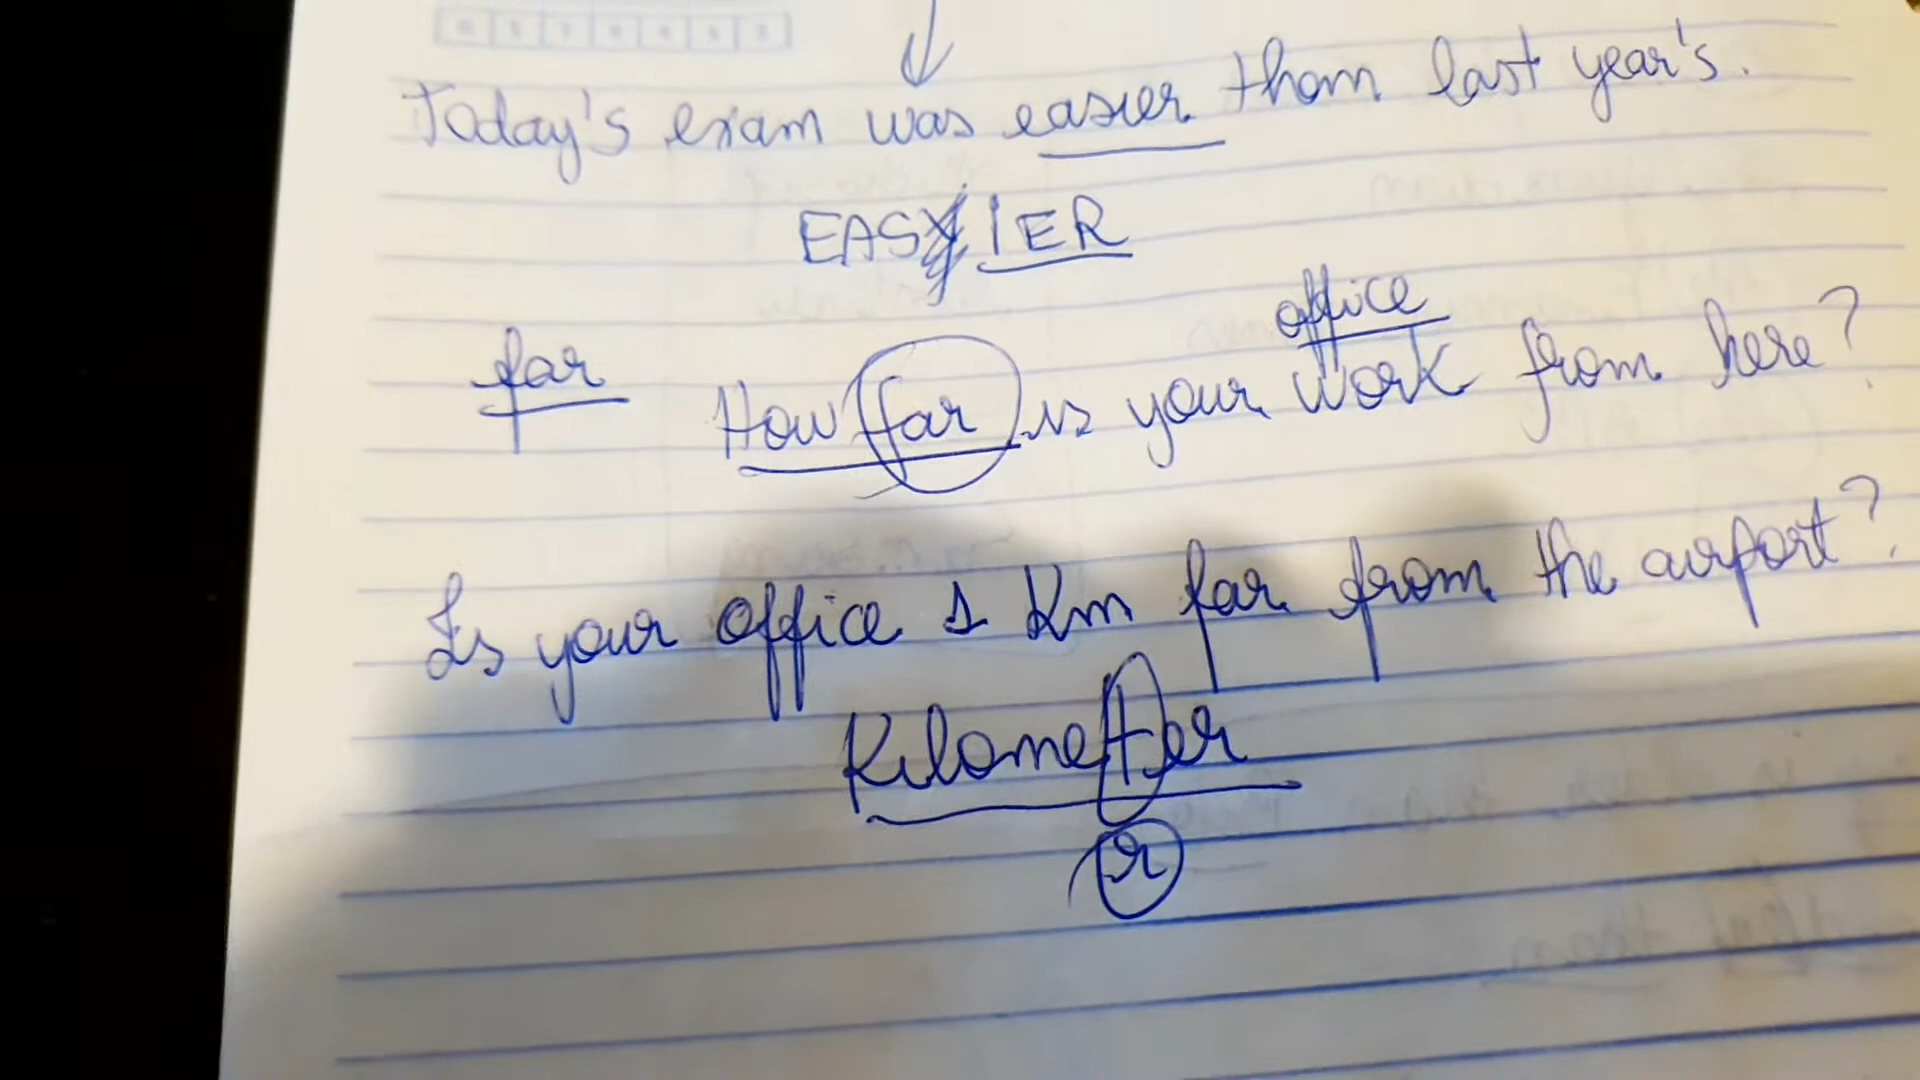 Today's exam was easier than last year's.
EASYIER
office
far How far is your work from here?
Is your office 1 Km far from the airport?
Kilometer
r